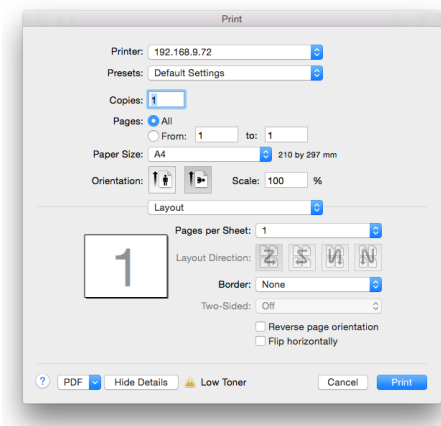 Print
Printer: 192.168.9.72
Presets: Default Settings
Copies: 1
Pages: All
From: 1 to: 1
Paper Size: A4 210 by 297 mm
Orientation: Scale: 100 %
Layout
Pages per Sheet: 1
1
Layout Direction:
Border: None
Two-Sided: Off
Reverse page orientation
Flip horizontally
? PDF Hide Details Low Toner Cancel Print